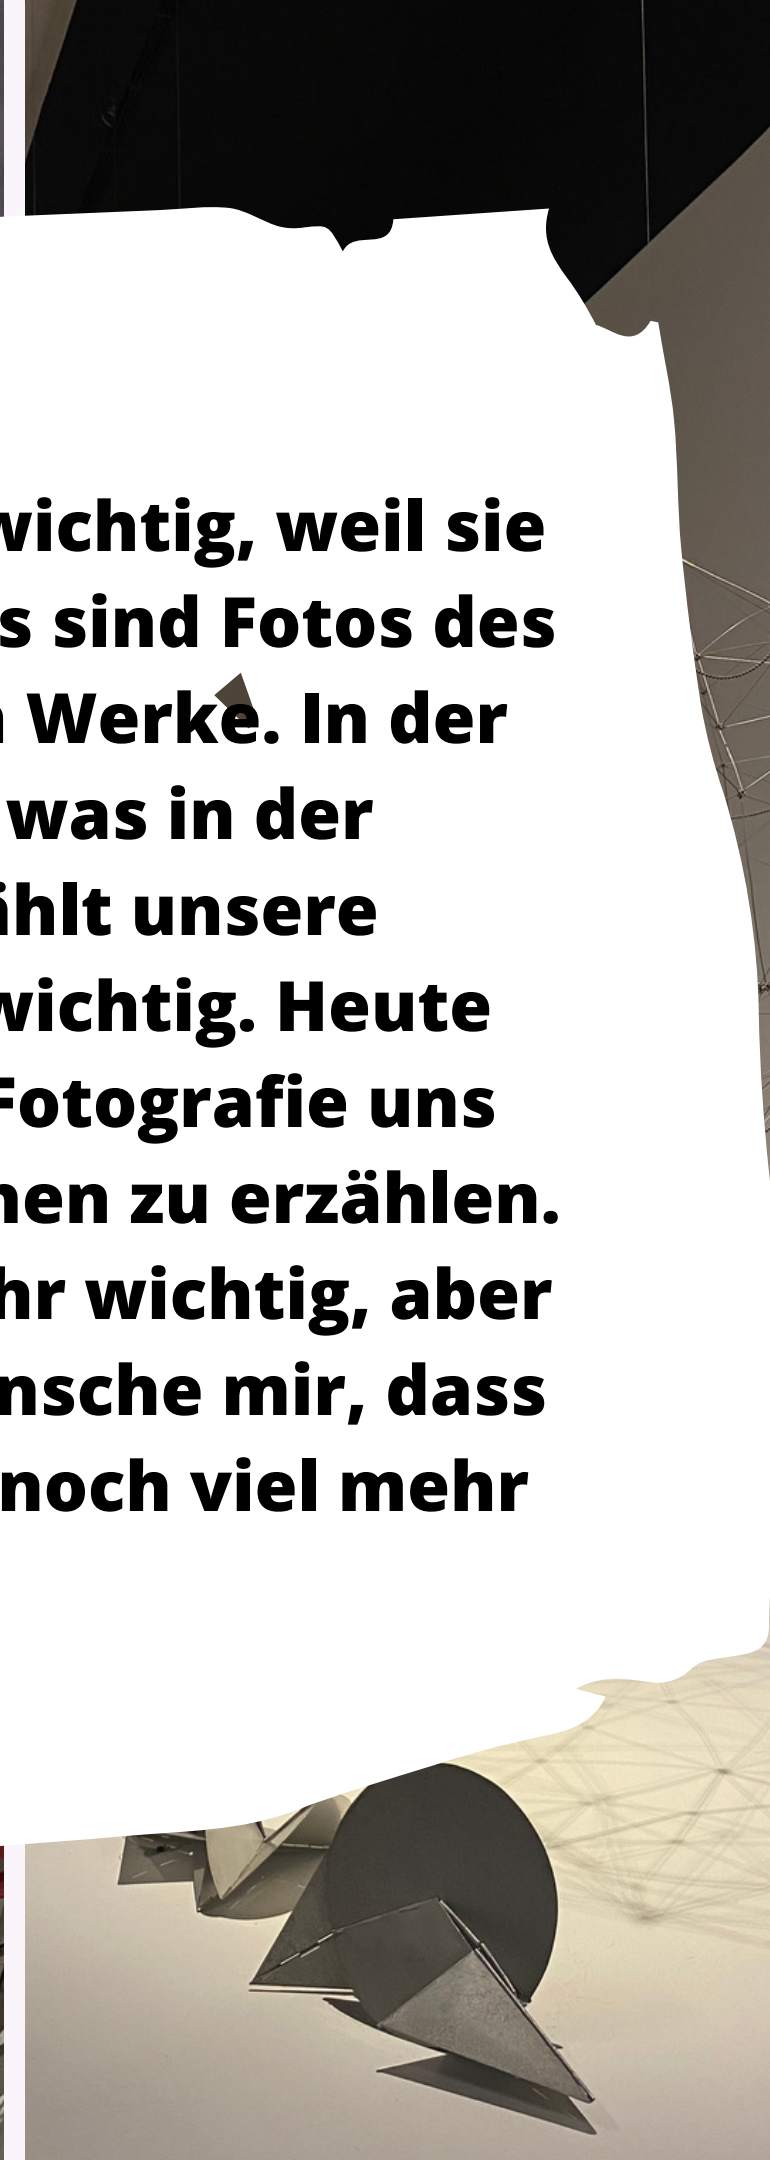 wichtig, weil sie
s sind Fotos des
Werke. In der
was in der
ählt unsere
wichtig. Heute
Fotografie uns
nen zu erzählen.
hr wichtig, aber
nsche mir, dass
noch viel mehr